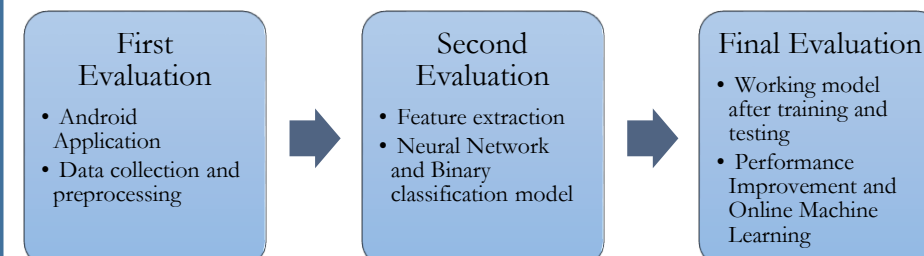 First
Evaluation
• Android
Application
• Data collection and
preprocessing
Second
Evaluation
• Feature extraction
• Neural Network
and Binary
classification model
Final Evaluation
• Working model
after training and
testing
• Performance
Improvement and
Online Machine
Learning